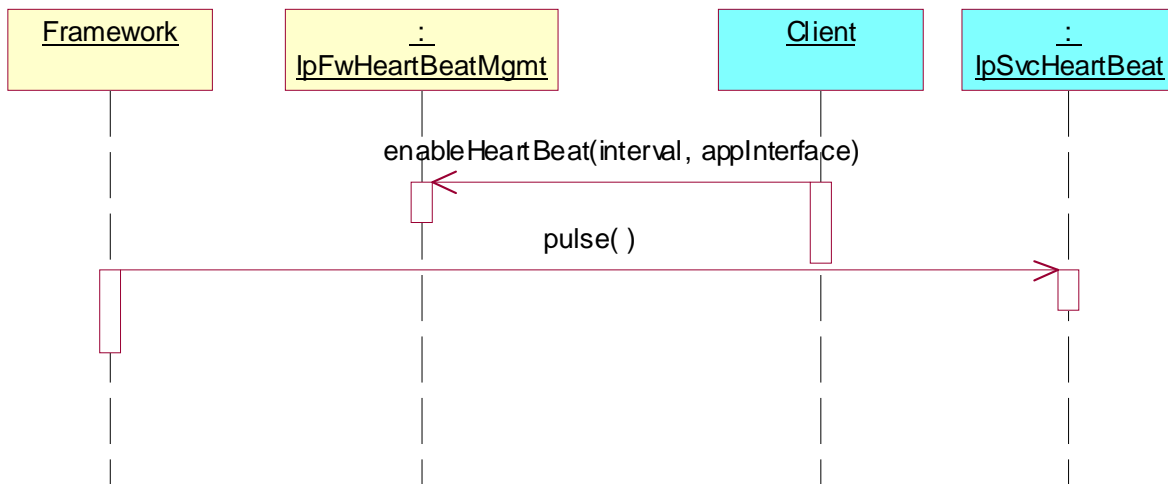 Framework
:
IpFwHeartBeatMgmt
Client
:
IpSvcHeartBeat
enableHeartBeat(interval, appInterface)
pulse( )